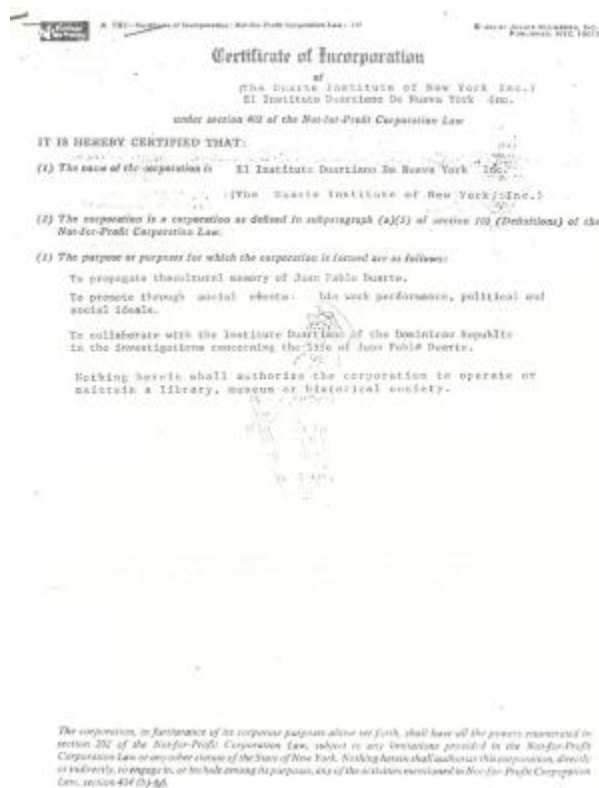 Certificate of Incorporation
of
(The Duarte Institute of New York Inc.)
El Instituto Duartiano De Nueva York Inc.
under section 402 of the Not-for-Profit Corporation Law
IT IS HEREBY CERTIFIED THAT:
(1) The name of the corporation is El Instituto Duartiano De Nueva York Inc.
(The Duarte Institute of New York Inc.)
(2) The corporation is a corporation as defined in subparagraph (a)(5) of section 102 (Definitions) of the
Not-for-Profit Corporation Law.
(3) The purpose or purposes for which the corporation is formed are as follows:
To propagate thecultural memory of Juan Pablo Duarte.
To promote through social his work performance, political and
social ideals.
To collaborate with the Institute Duartiano of the Dominican Republic
in the investigations concerning the life of Juan Pablo Duarte.
Nothing herein shall authorize the corporation to operate or
maintain a library, museum or historical society.
The corporation, in furtherance of its corporate purposes above set forth, shall have all the powers enumerated in
section 202 of the Not-for-Profit Corporation Law, subject to any limitations provided in the Not-for-Profit
Corporation Law or any other statute of the State of New York. Nothing herein shall authorize this corporation, directly
or indirectly, to engage in, or include among its purposes, any of the activities mentioned in Not-for-Profit Corporation
Law, section 404